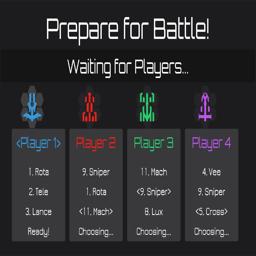 Prepare for Battle!
Waiting for Players...
<Player 1>
1. Rota
2. Tele
3. Lance
Ready!
Player 2
9. Sniper
1. Rota
<11. Mach>
Choosing...
Player 3
11. Mach
<9. Sniper>
8. Lux
Choosing...
Player 4
4. Vee
9. Sniper
<5. Cross>
Choosing...